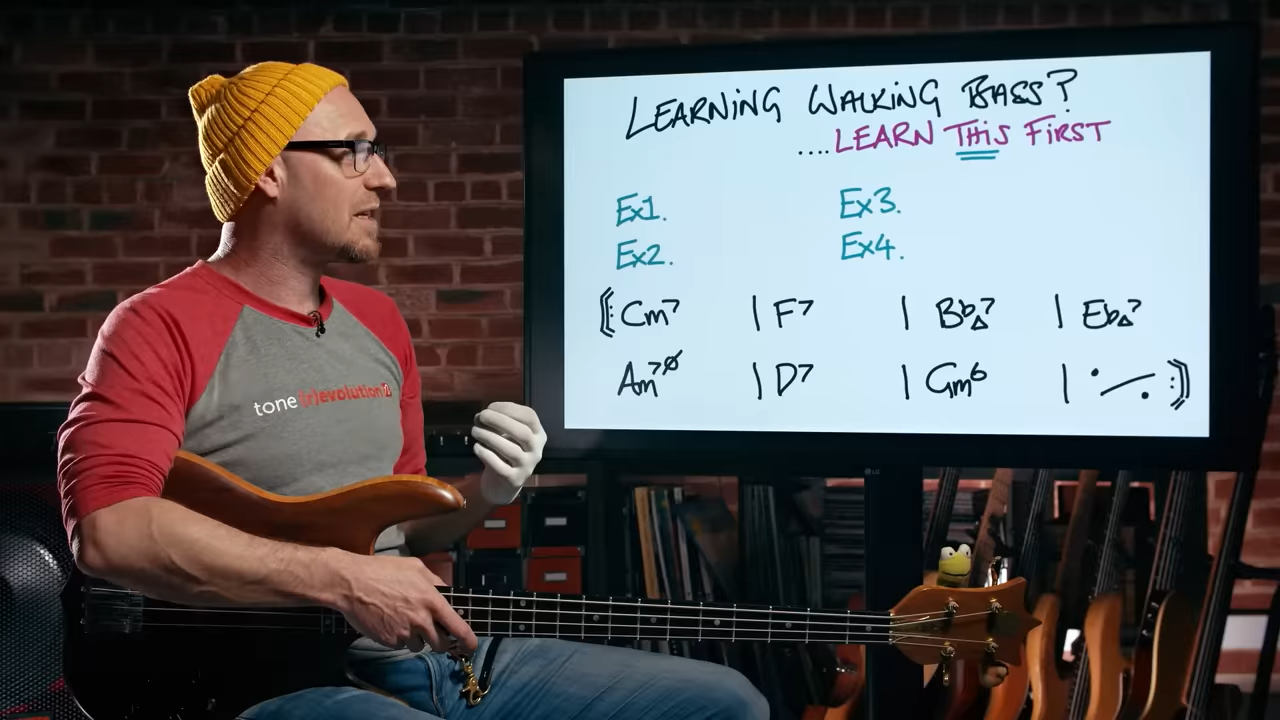 LEARNING WALKING BASS?
....LEARN THIS FIRST
Ex1. Ex3.
Ex2. Ex4.
Cm7 | F7 | Bb△7 | Eb△7
Am7ø | D7 | Gm6 | ٪
tone (r)evolution
LG